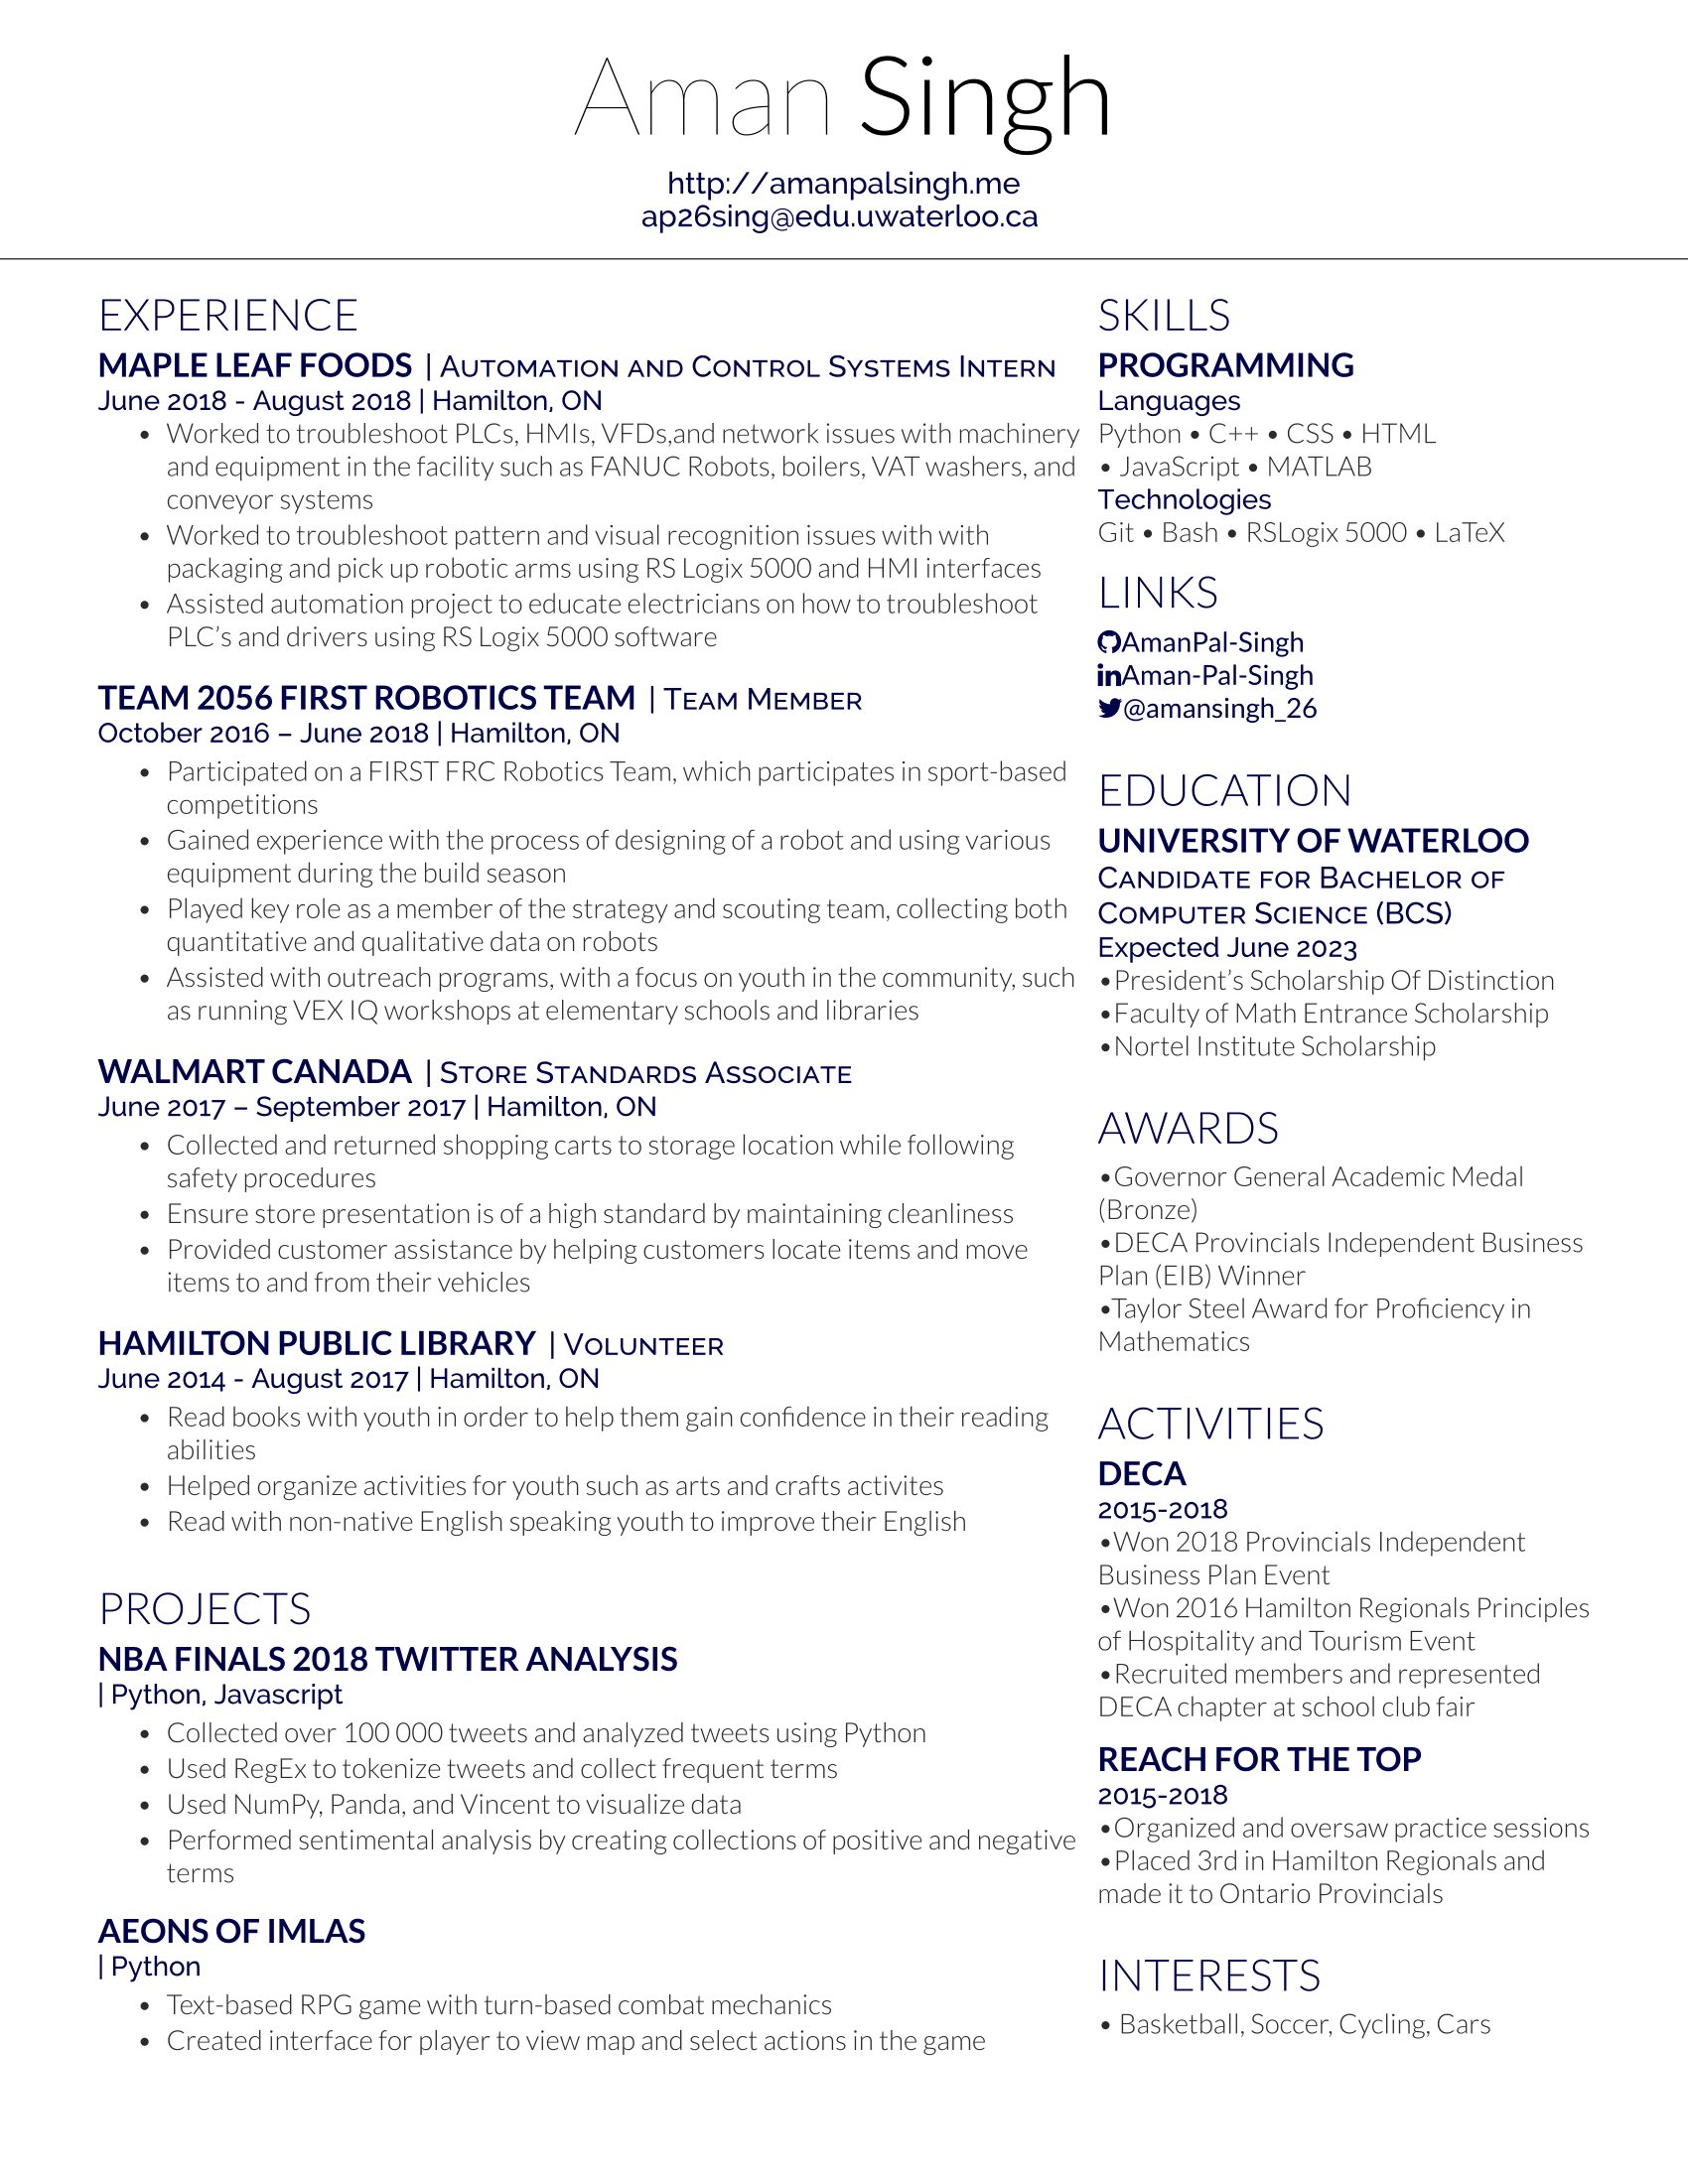 Aman Singh
http://amanpalsingh.me
ap26sing@edu.uwaterloo.ca
EXPERIENCE
MAPLE LEAF FOODS | Automation and Control Systems Intern
June 2018 - August 2018 | Hamilton, ON
• Worked to troubleshoot PLCs, HMIs, VFDs,and network issues with machinery
and equipment in the facility such as FANUC Robots, boilers, VAT washers, and
conveyor systems
• Worked to troubleshoot pattern and visual recognition issues with with
packaging and pick up robotic arms using RS Logix 5000 and HMI interfaces
• Assisted automation project to educate electricians on how to troubleshoot
PLC's and drivers using RS Logix 5000 software
TEAM 2056 FIRST ROBOTICS TEAM | Team Member
October 2016 – June 2018 | Hamilton, ON
• Participated on a FIRST FRC Robotics Team, which participates in sport-based
competitions
• Gained experience with the process of designing of a robot and using various
equipment during the build season
• Played key role as a member of the strategy and scouting team, collecting both
quantitative and qualitative data on robots
• Assisted with outreach programs, with a focus on youth in the community, such
as running VEX IQ workshops at elementary schools and libraries
WALMART CANADA | Store Standards Associate
June 2017 – September 2017 | Hamilton, ON
• Collected and returned shopping carts to storage location while following
safety procedures
• Ensure store presentation is of a high standard by maintaining cleanliness
• Provided customer assistance by helping customers locate items and move
items to and from their vehicles
HAMILTON PUBLIC LIBRARY | Volunteer
June 2014 - August 2017 | Hamilton, ON
• Read books with youth in order to help them gain confidence in their reading
abilities
• Helped organize activities for youth such as arts and crafts activites
• Read with non-native English speaking youth to improve their English
PROJECTS
NBA FINALS 2018 TWITTER ANALYSIS
| Python, Javascript
• Collected over 100 000 tweets and analyzed tweets using Python
• Used RegEx to tokenize tweets and collect frequent terms
• Used NumPy, Panda, and Vincent to visualize data
• Performed sentimental analysis by creating collections of positive and negative
terms
AEONS OF IMLAS
| Python
• Text-based RPG game with turn-based combat mechanics
• Created interface for player to view map and select actions in the game
SKILLS
PROGRAMMING
Languages
Python • C++ • CSS • HTML
• JavaScript • MATLAB
Technologies
Git • Bash • RSLogix 5000 • LaTeX
LINKS
AmanPal-Singh
Aman-Pal-Singh
@amansingh_26
EDUCATION
UNIVERSITY OF WATERLOO
Candidate for Bachelor of
Computer Science (BCS)
Expected June 2023
•President's Scholarship Of Distinction
•Faculty of Math Entrance Scholarship
•Nortel Institute Scholarship
AWARDS
•Governor General Academic Medal
(Bronze)
•DECA Provincials Independent Business
Plan (EIB) Winner
•Taylor Steel Award for Proficiency in
Mathematics
ACTIVITIES
DECA
2015-2018
•Won 2018 Provincials Independent
Business Plan Event
•Won 2016 Hamilton Regionals Principles
of Hospitality and Tourism Event
•Recruited members and represented
DECA chapter at school club fair
REACH FOR THE TOP
2015-2018
•Organized and oversaw practice sessions
•Placed 3rd in Hamilton Regionals and
made it to Ontario Provincials
INTERESTS
• Basketball, Soccer, Cycling, Cars